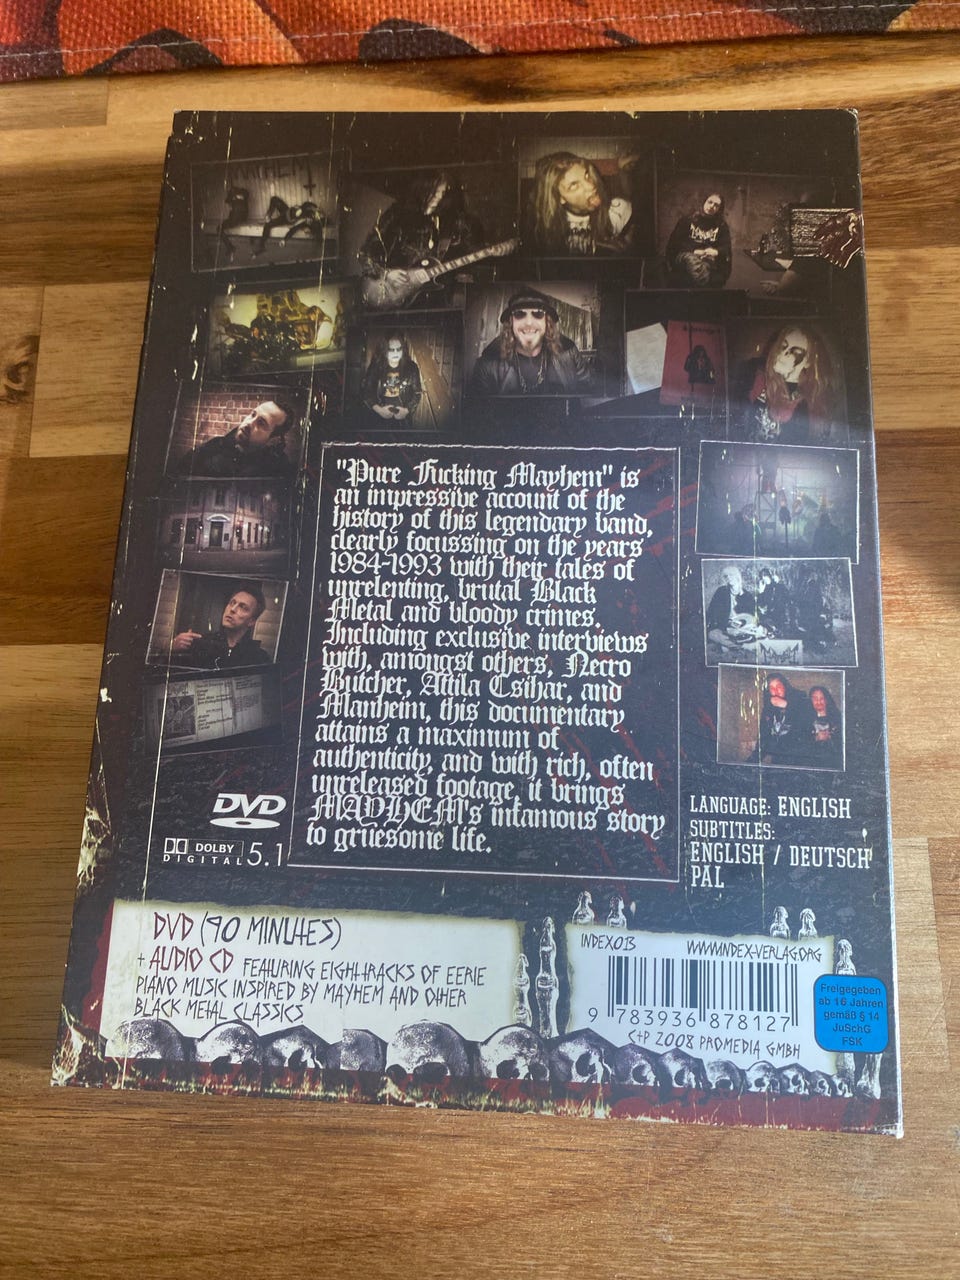 MAYHEM
"Pure Fucking Mayhem" is
an impressive account of the
history of this legendary band,
clearly focussing on the years
1984-1993 with their tales of
unrelenting, brutal Black
Metal and bloody crimes.
Including exclusive interviews
with, amongst others, Necro
Butcher, Attila Csihar, and
Manheim, this documentary
attains a maximum of
authenticity, and with rich, often
unreleased footage, it brings
MAYHEM's infamous story
to gruesome life.
DVD
DOLBY
DIGITAL 5.1
LANGUAGE: ENGLISH
SUBTITLES:
ENGLISH / DEUTSCH
PAL
DVD (90 MINUTES)
+ AUDIO CD FEATURING EIGHT TRACKS OF EERIE
PIANO MUSIC INSPIRED BY MAYHEM AND OTHER
BLACK METAL CLASSICS
INDEX013 WWW.INDEX-VERLAG.ORG
9 783936 878127
C+P 2008 PROMEDIA GMBH
Freigegeben
ab 16 Jahren
gemäß § 14
JuSchG
FSK